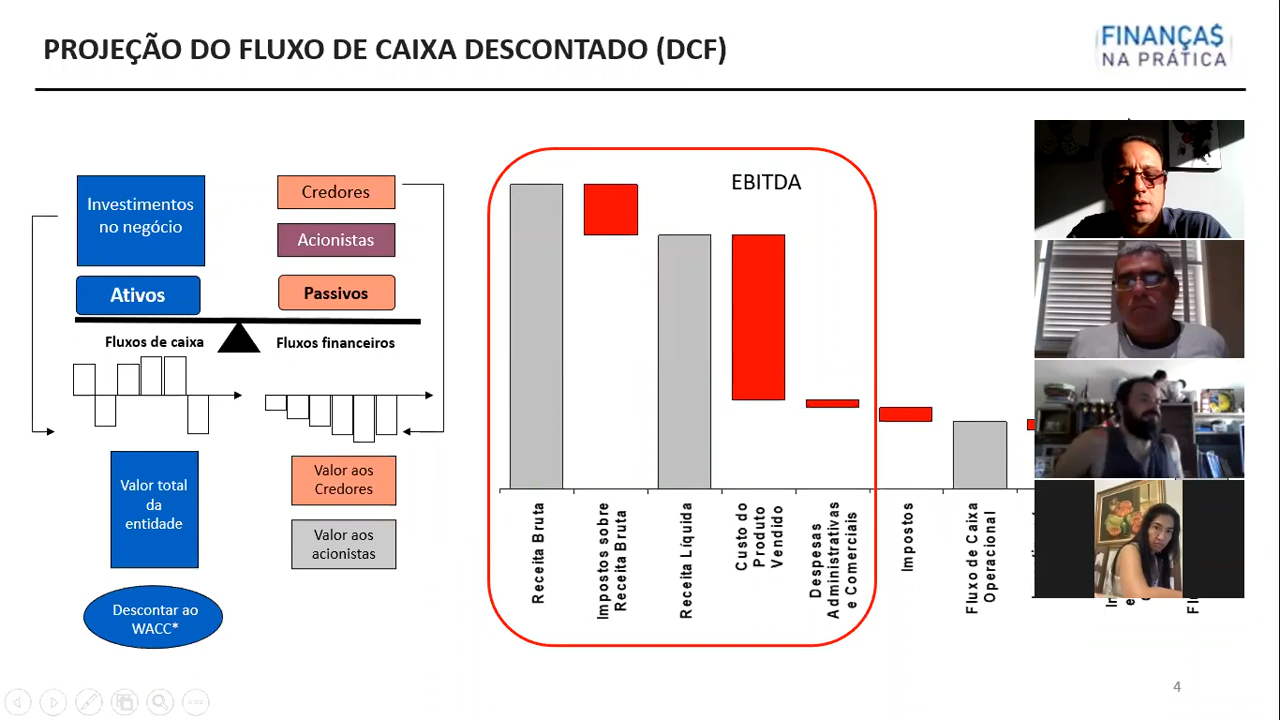 PROJEÇÃO DO FLUXO DE CAIXA DESCONTADO (DCF)
FINANÇA$
NA PRÁTICA
Investimentos
no negócio
Ativos
Credores
Acionistas
Passivos
Fluxos de caixa
Fluxos financeiros
Valor total
da
entidade
Valor aos
Credores
Valor aos
acionistas
Descontar ao
WACC*
EBITDA
Receita Bruta
Impostos sobre
Receita Bruta
Receita Líquida
Custo do
Produto
Vendido
Despesas
Administrativas
e Comerciais
Impostos
Fluxo de Caixa
Operacional
4